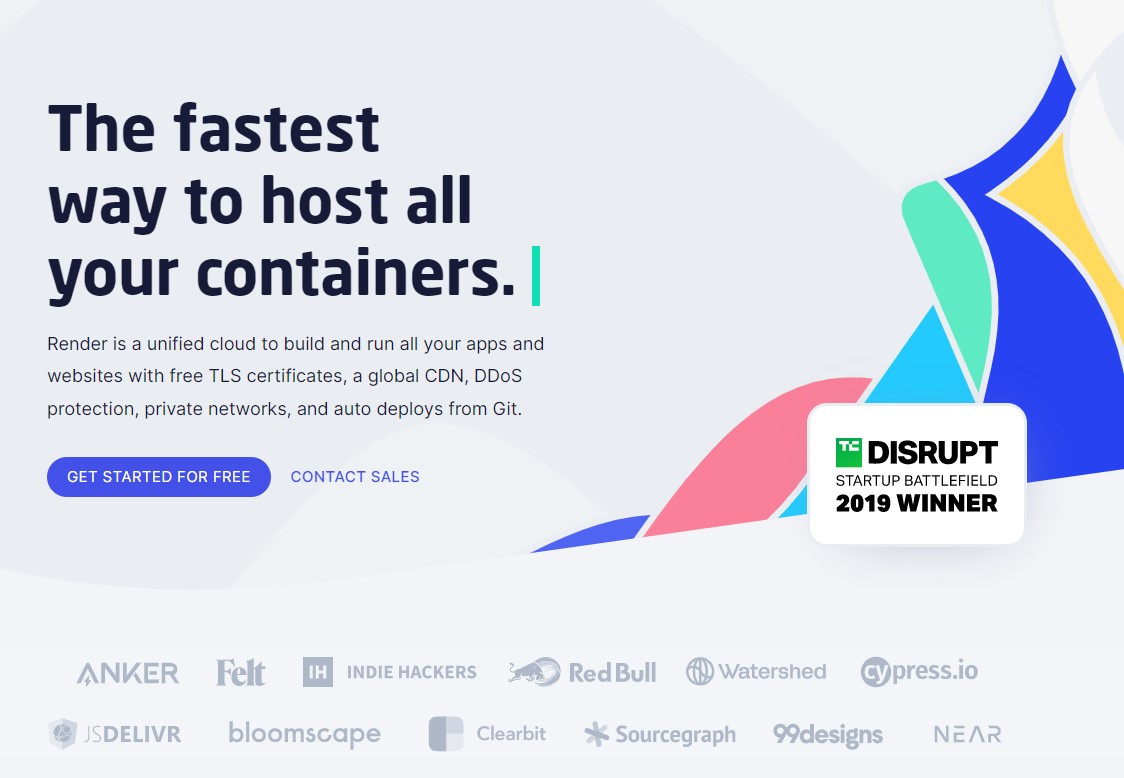 The fastest
way to host all
your containers.
Render is a unified cloud to build and run all your apps and
websites with free TLS certificates, a global CDN, DDoS
protection, private networks, and auto deploys from Git.
GET STARTED FOR FREE CONTACT SALES
TC DISRUPT
STARTUP BATTLEFIELD
2019 WINNER
ANKER Felt IH INDIE HACKERS Red Bull Watershed cypress.io
JSDELIVR bloomscape Clearbit Sourcegraph 99designs NEAR